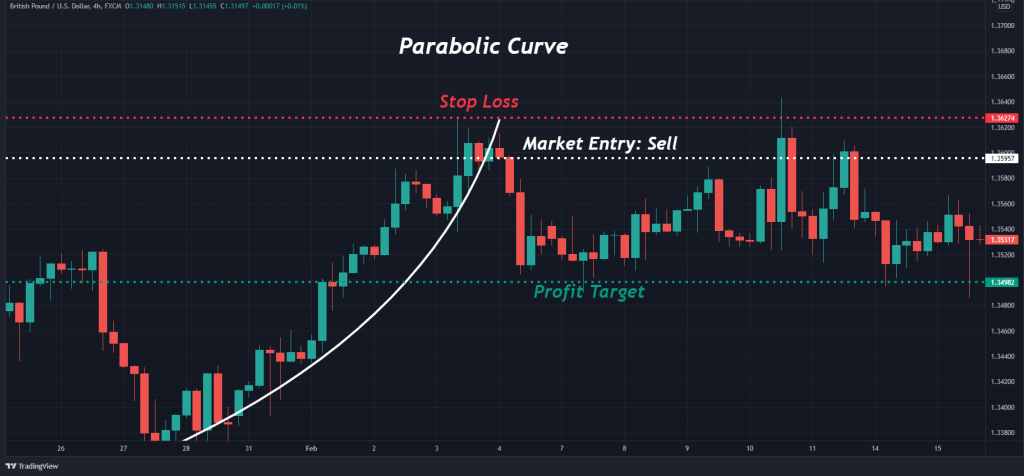 British Pound / U.S. Dollar, 4h, FXCM O1.31480 H1.31515 L1.31455 C1.31497 +0.00017 (+0.01%)
USD
1.37000
Parabolic Curve
1.36800
1.36600
Stop Loss
1.36400
1.36274
1.36200
Market Entry: Sell
1.36000
1.35957
1.35800
1.35600
1.35400
1.35317
1.35200
1.34982
Profit Target
1.34800
1.34600
1.34400
1.34200
1.34000
1.33800
26 27 28 31 Feb 2 3 4 7 8 9 10 11 14 15
TradingView